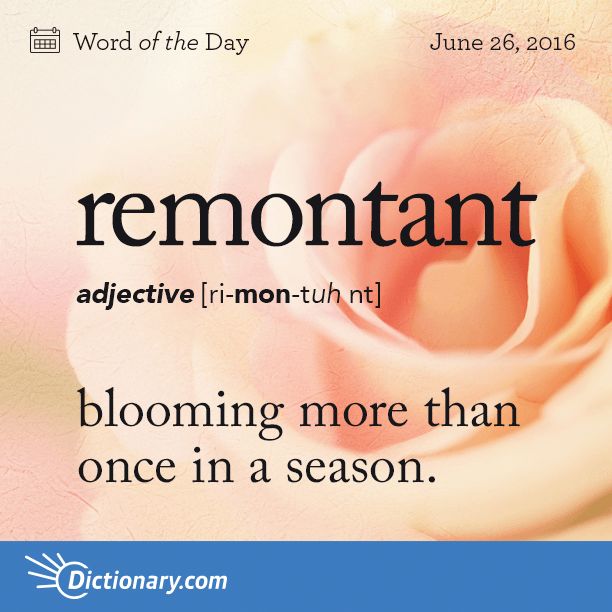 Word of the Day
June 26, 2016
remontant
adjective [ri-mon-tuh nt]
blooming more than
once in a season.
Dictionary.com